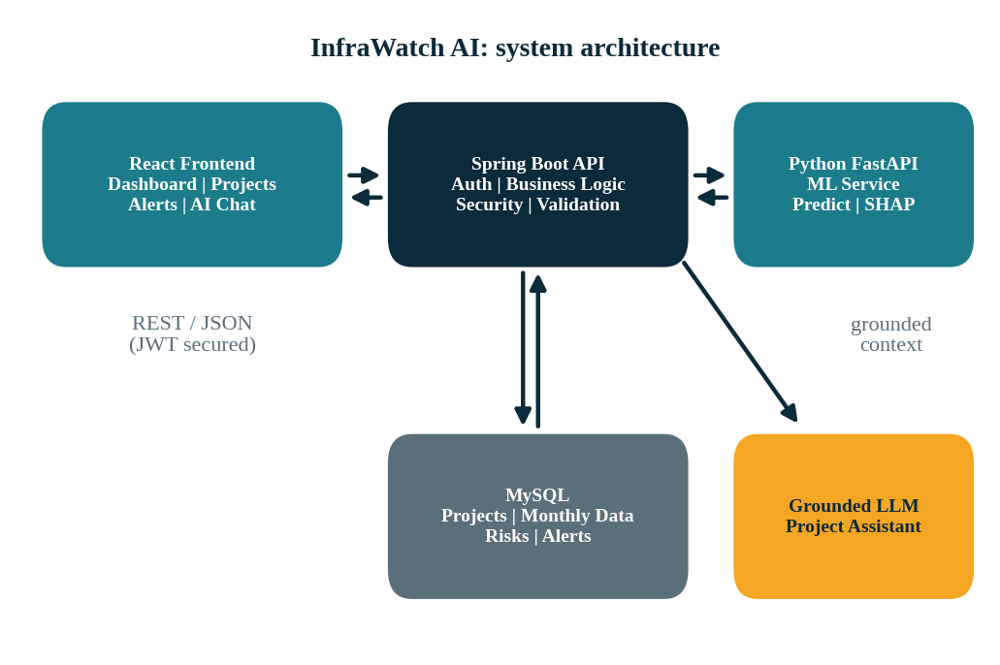 InfraWatch AI: system architecture
React Frontend
Dashboard | Projects
Alerts | AI Chat
Spring Boot API
Auth | Business Logic
Security | Validation
Python FastAPI
ML Service
Predict | SHAP
REST / JSON
(JWT secured)
grounded
context
MySQL
Projects | Monthly Data
Risks | Alerts
Grounded LLM
Project Assistant